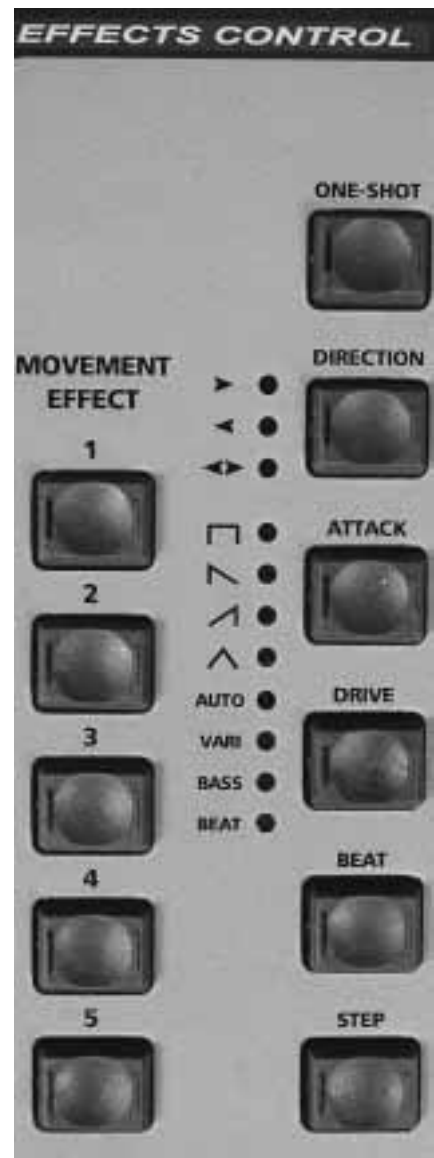 EFFECTS CONTROL
ONE-SHOT
DIRECTION
MOVEMENT
EFFECT
1
ATTACK
2
AUTO
DRIVE
3
VARI
BASS
BEAT
BEAT
4
5
STEP